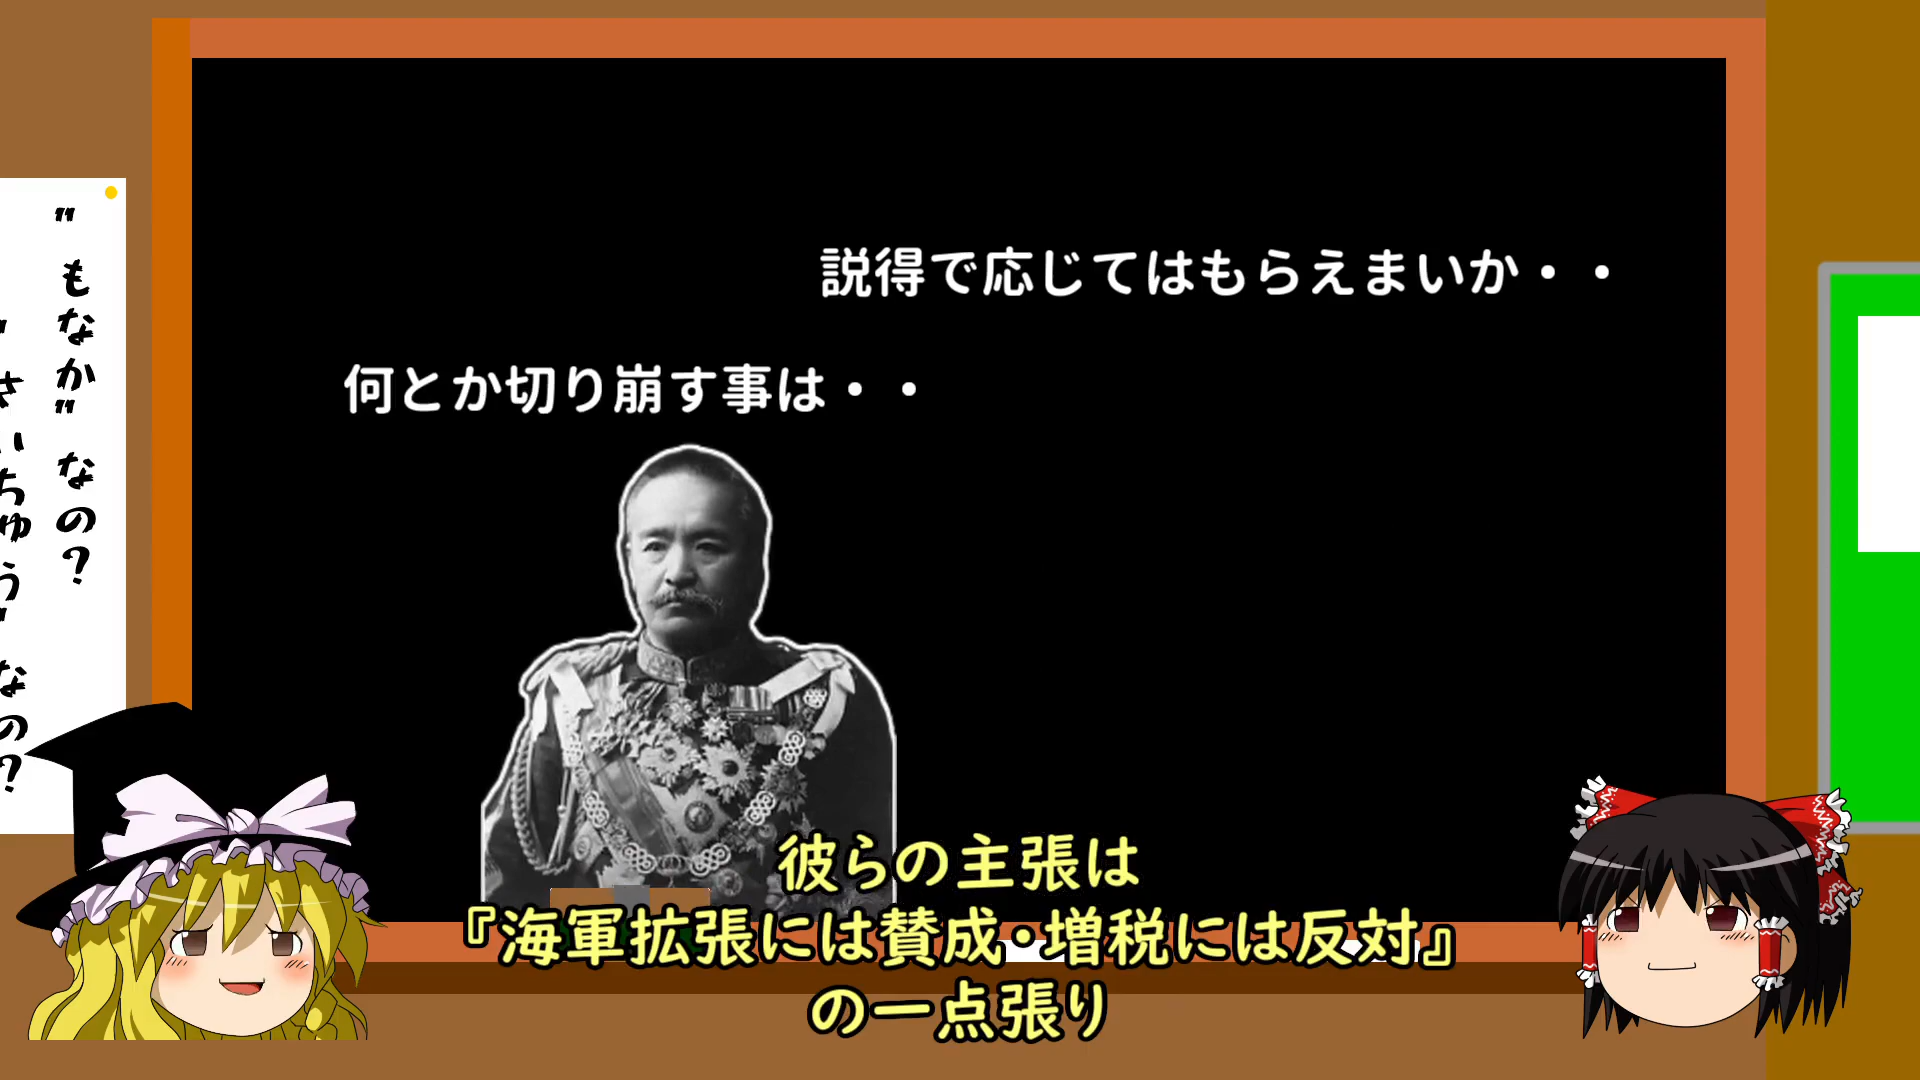 説得で応じてはもらえまいか・・
何とか切り崩す事は・・
"もなか"なの?
"さいちゅう"なの?
彼らの主張は
『海軍拡張には賛成・増税には反対』
の一点張り